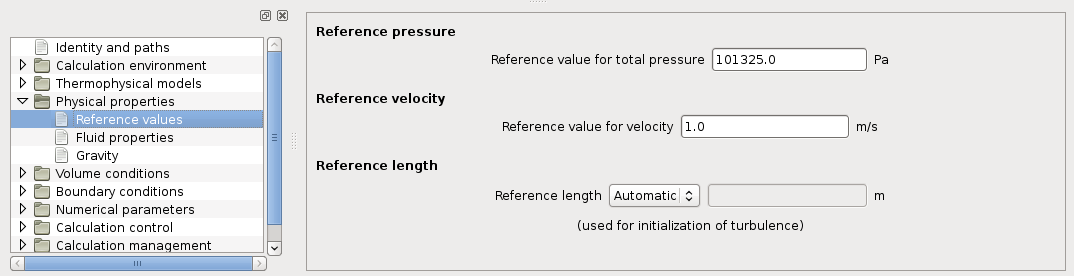 Identity and paths
Calculation environment
Thermophysical models
Physical properties
Reference values
Fluid properties
Gravity
Volume conditions
Boundary conditions
Numerical parameters
Calculation control
Calculation management
Reference pressure
Reference value for total pressure 101325.0 Pa
Reference velocity
Reference value for velocity 1.0 m/s
Reference length
Reference length Automatic m
(used for initialization of turbulence)